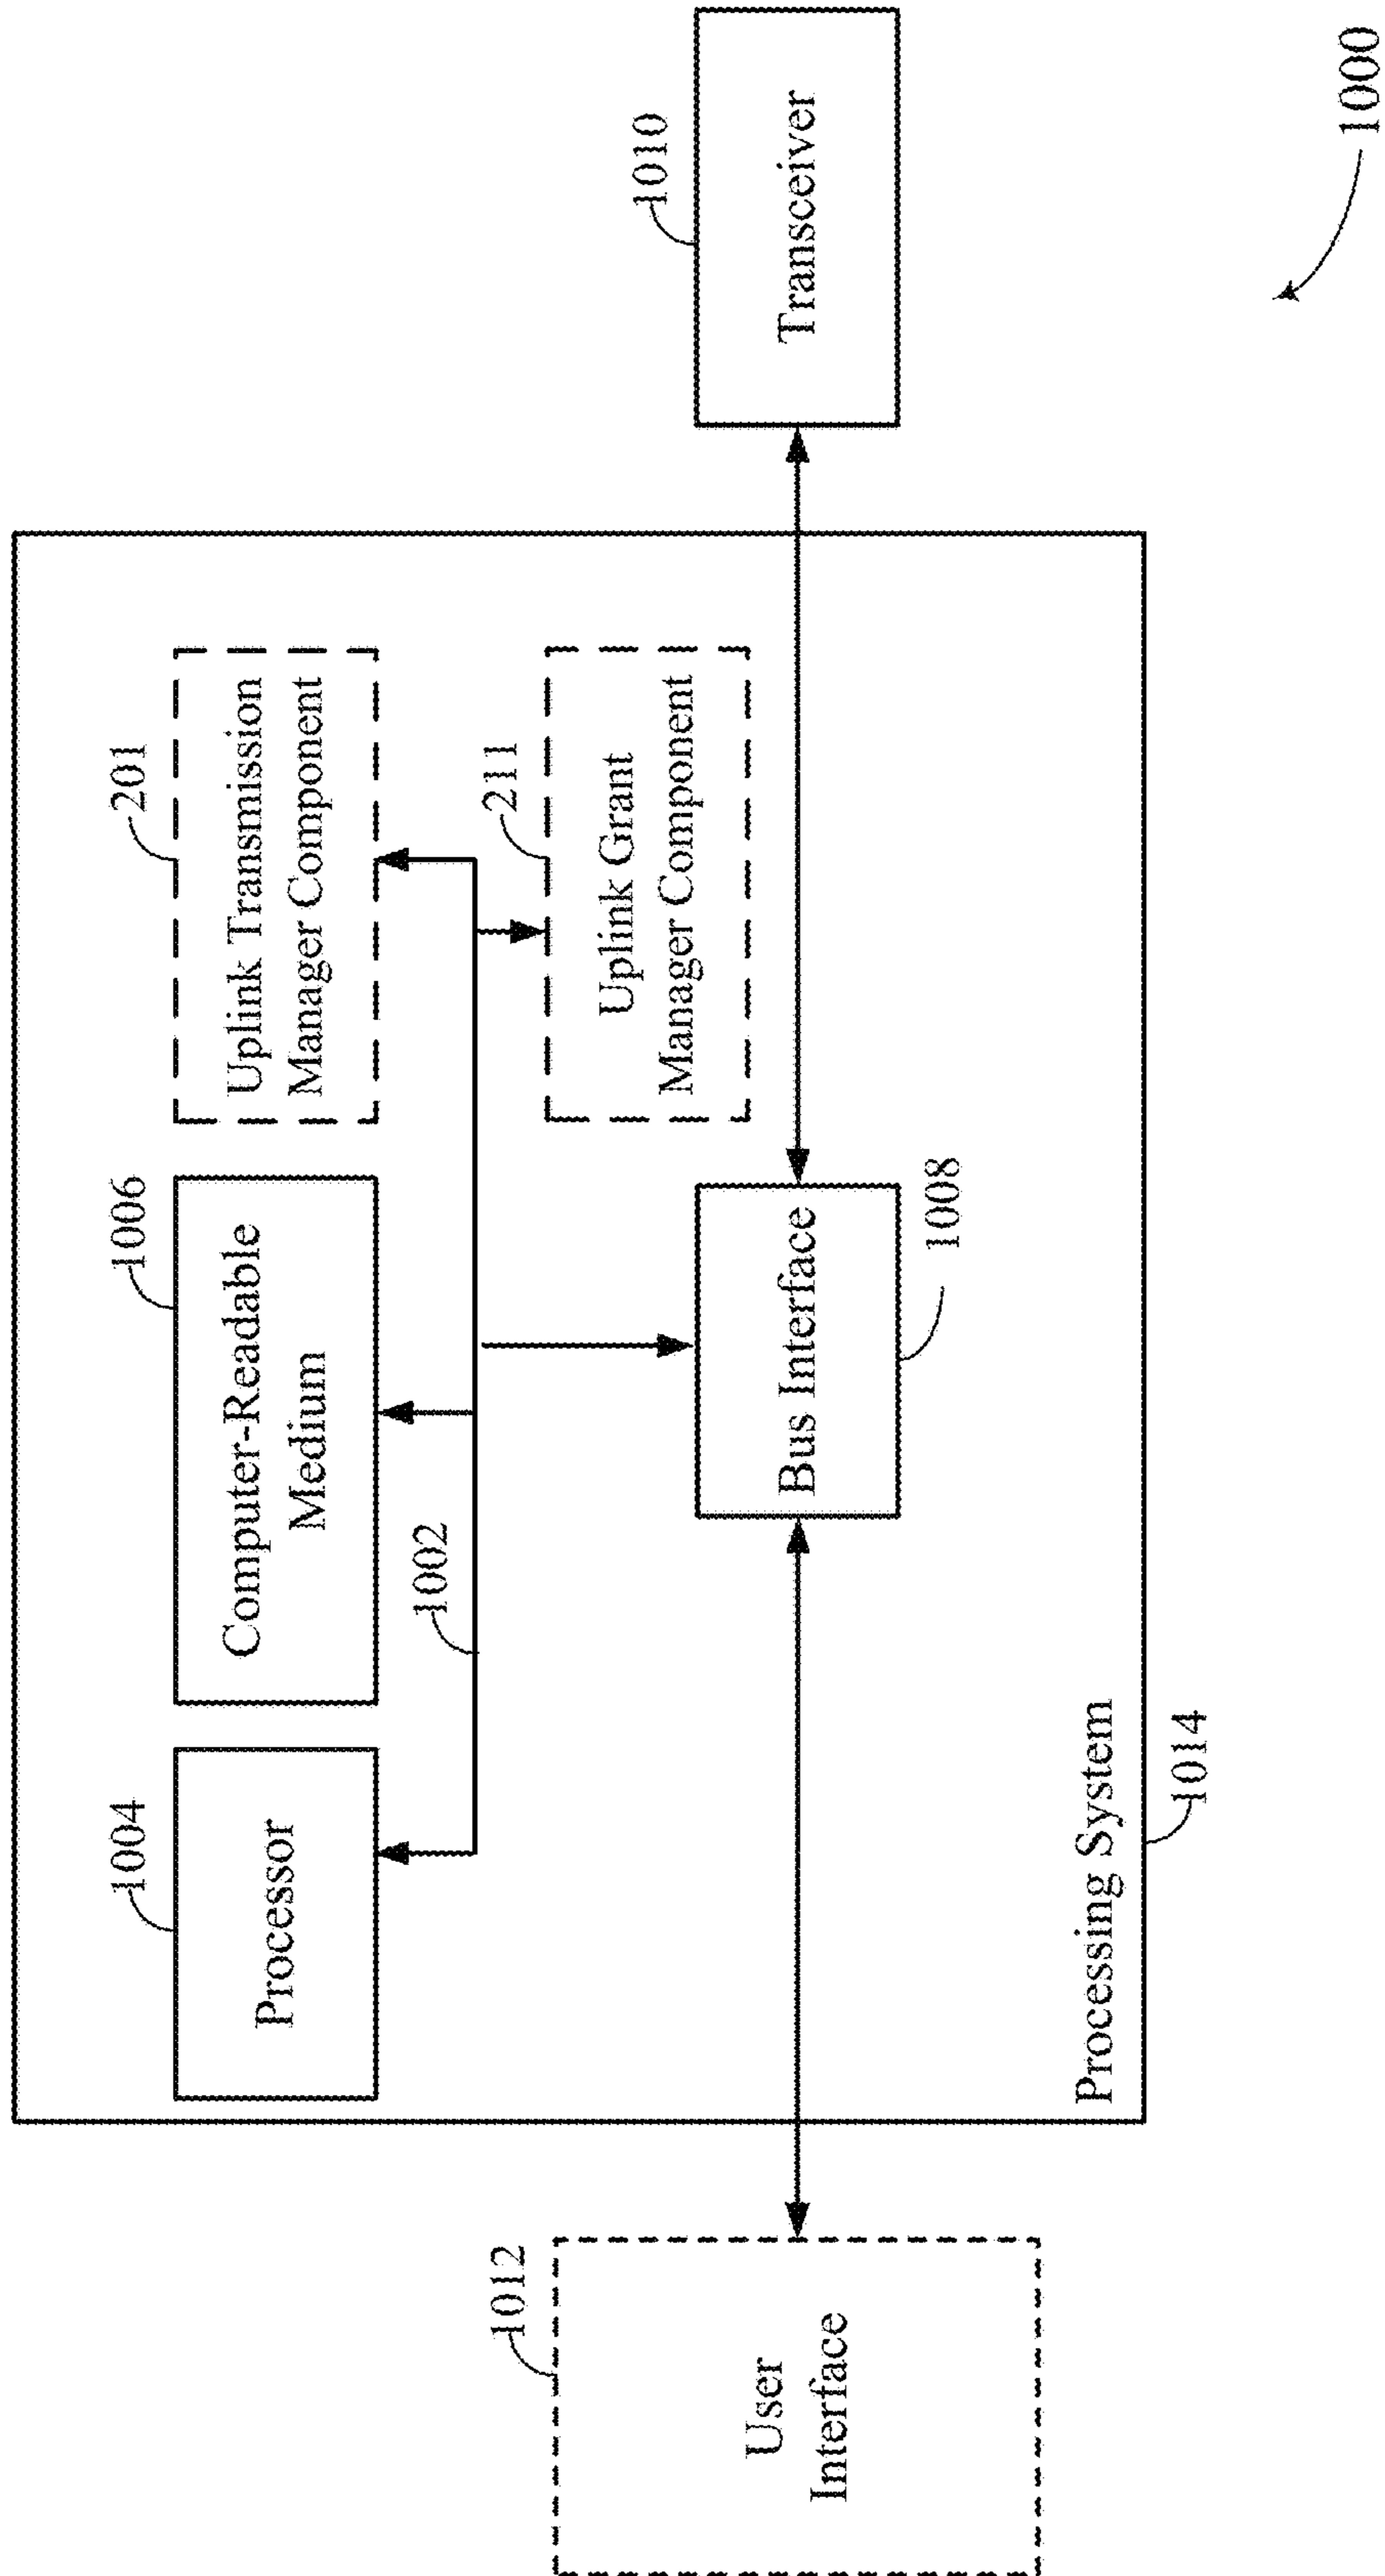 1004
Processor
1006
Computer-Readable
Medium
201
Uplink Transmission
Manager Component
1002
211
Uplink Grant
Manager Component
1012
User
Interface
Bus Interface
1008
1010
Transceiver
Processing System
1014
1000